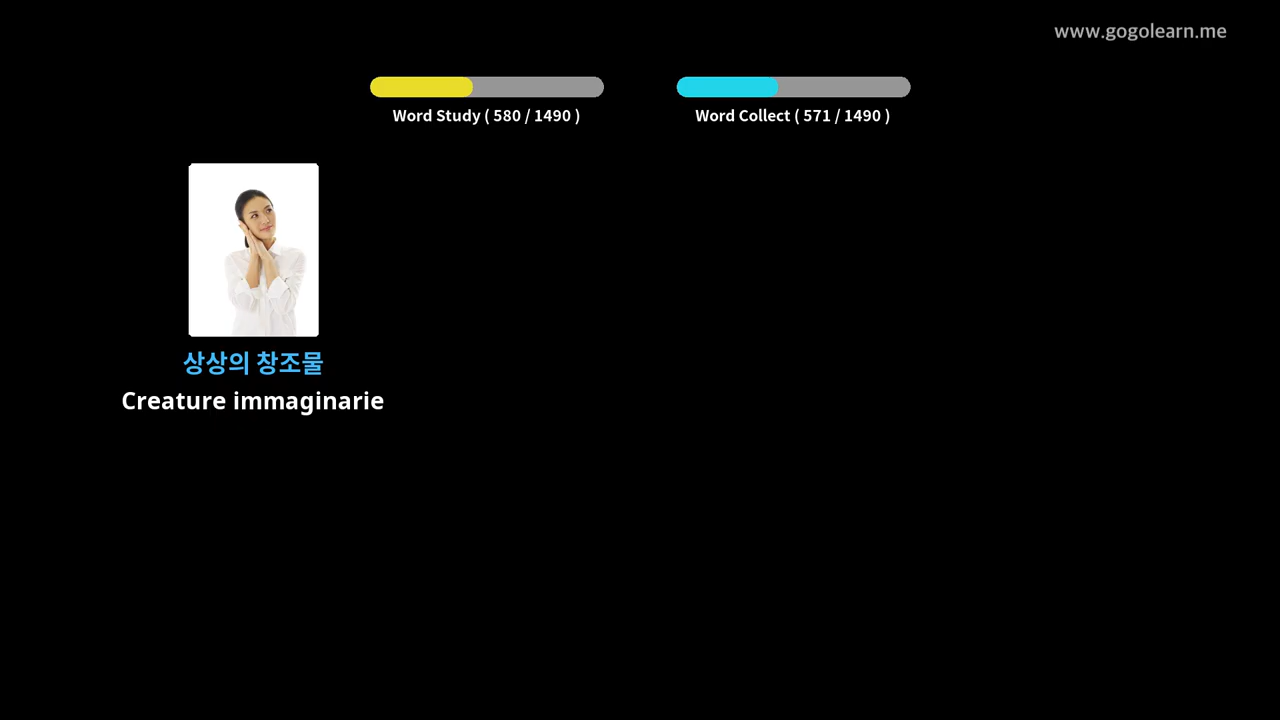 www.gogolearn.me
Word Study ( 580 / 1490 )
Word Collect ( 571 / 1490 )
상상의 창조물
Creature immaginarie